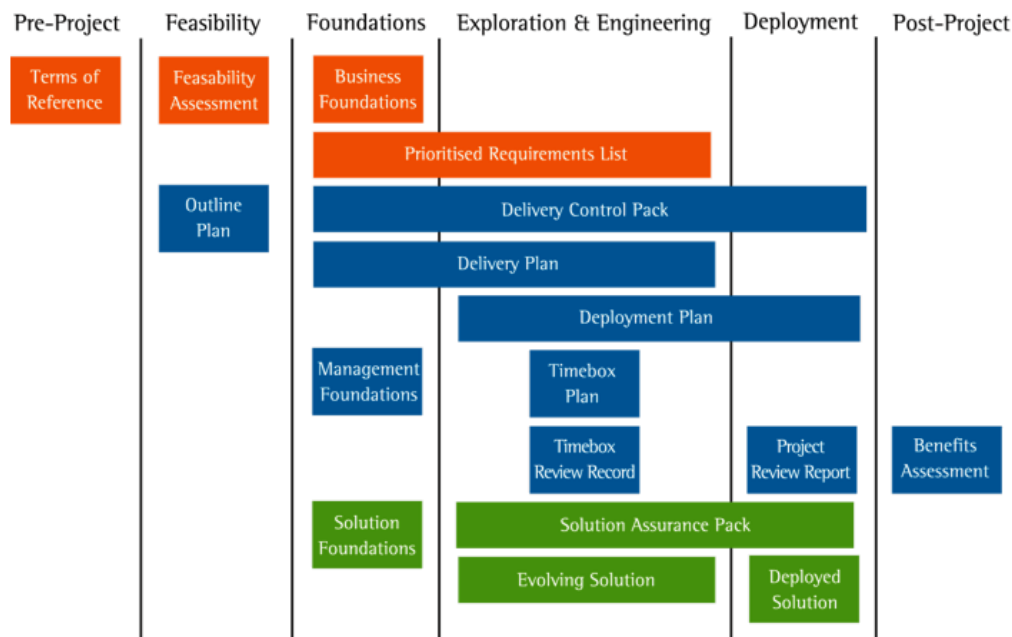 Pre-Project
Feasibility
Foundations
Exploration & Engineering
Deployment
Post-Project
Terms of
Reference
Feasability
Assessment
Business
Foundations
Prioritised Requirements List
Outline
Plan
Delivery Control Pack
Delivery Plan
Deployment Plan
Management
Foundations
Timebox
Plan
Timebox
Review Record
Project
Review Report
Benefits
Assessment
Solution
Foundations
Solution Assurance Pack
Evolving Solution
Deployed
Solution